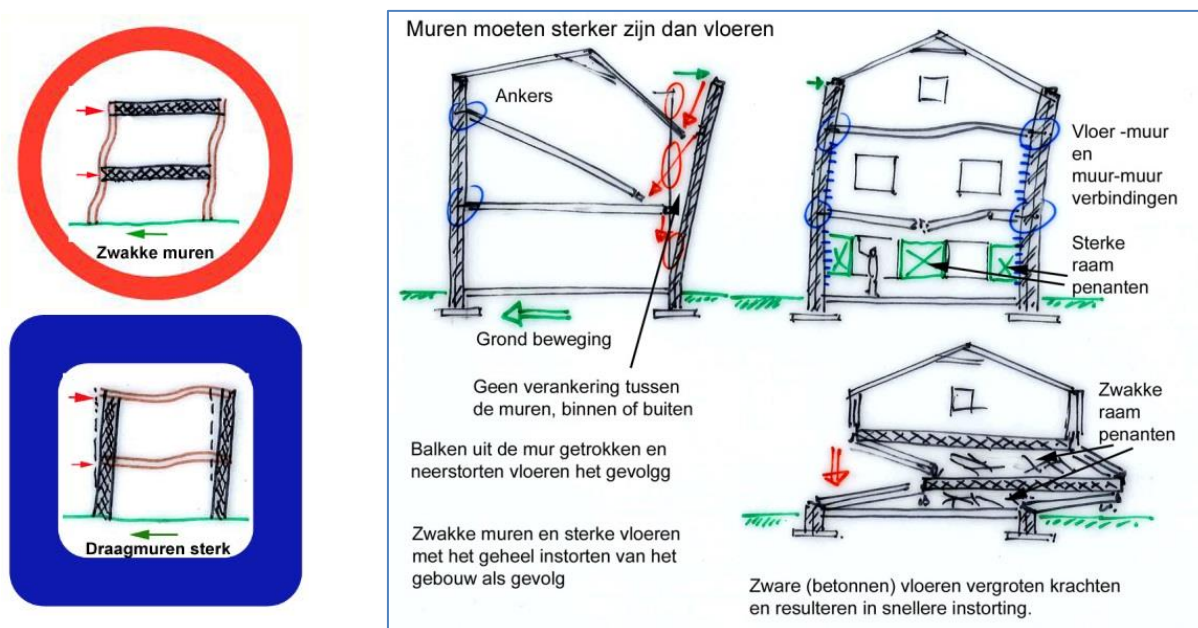 Zwakke muren
Draagmuren sterk
Muren moeten sterker zijn dan vloeren
Ankers
Grond beweging
Geen verankering tussen
de muren, binnen of buiten
Balken uit de mur getrokken en
neerstorten vloeren het gevolgg
Zwakke muren en sterke vloeren
met het geheel instorten van het
gebouw als gevolg
Vloer -muur
en
muur-muur
verbindingen
Sterke
raam
penanten
Zwakke
raam
penanten
Zware (betonnen) vloeren vergroten krachten
en resulteren in snellere instorting.